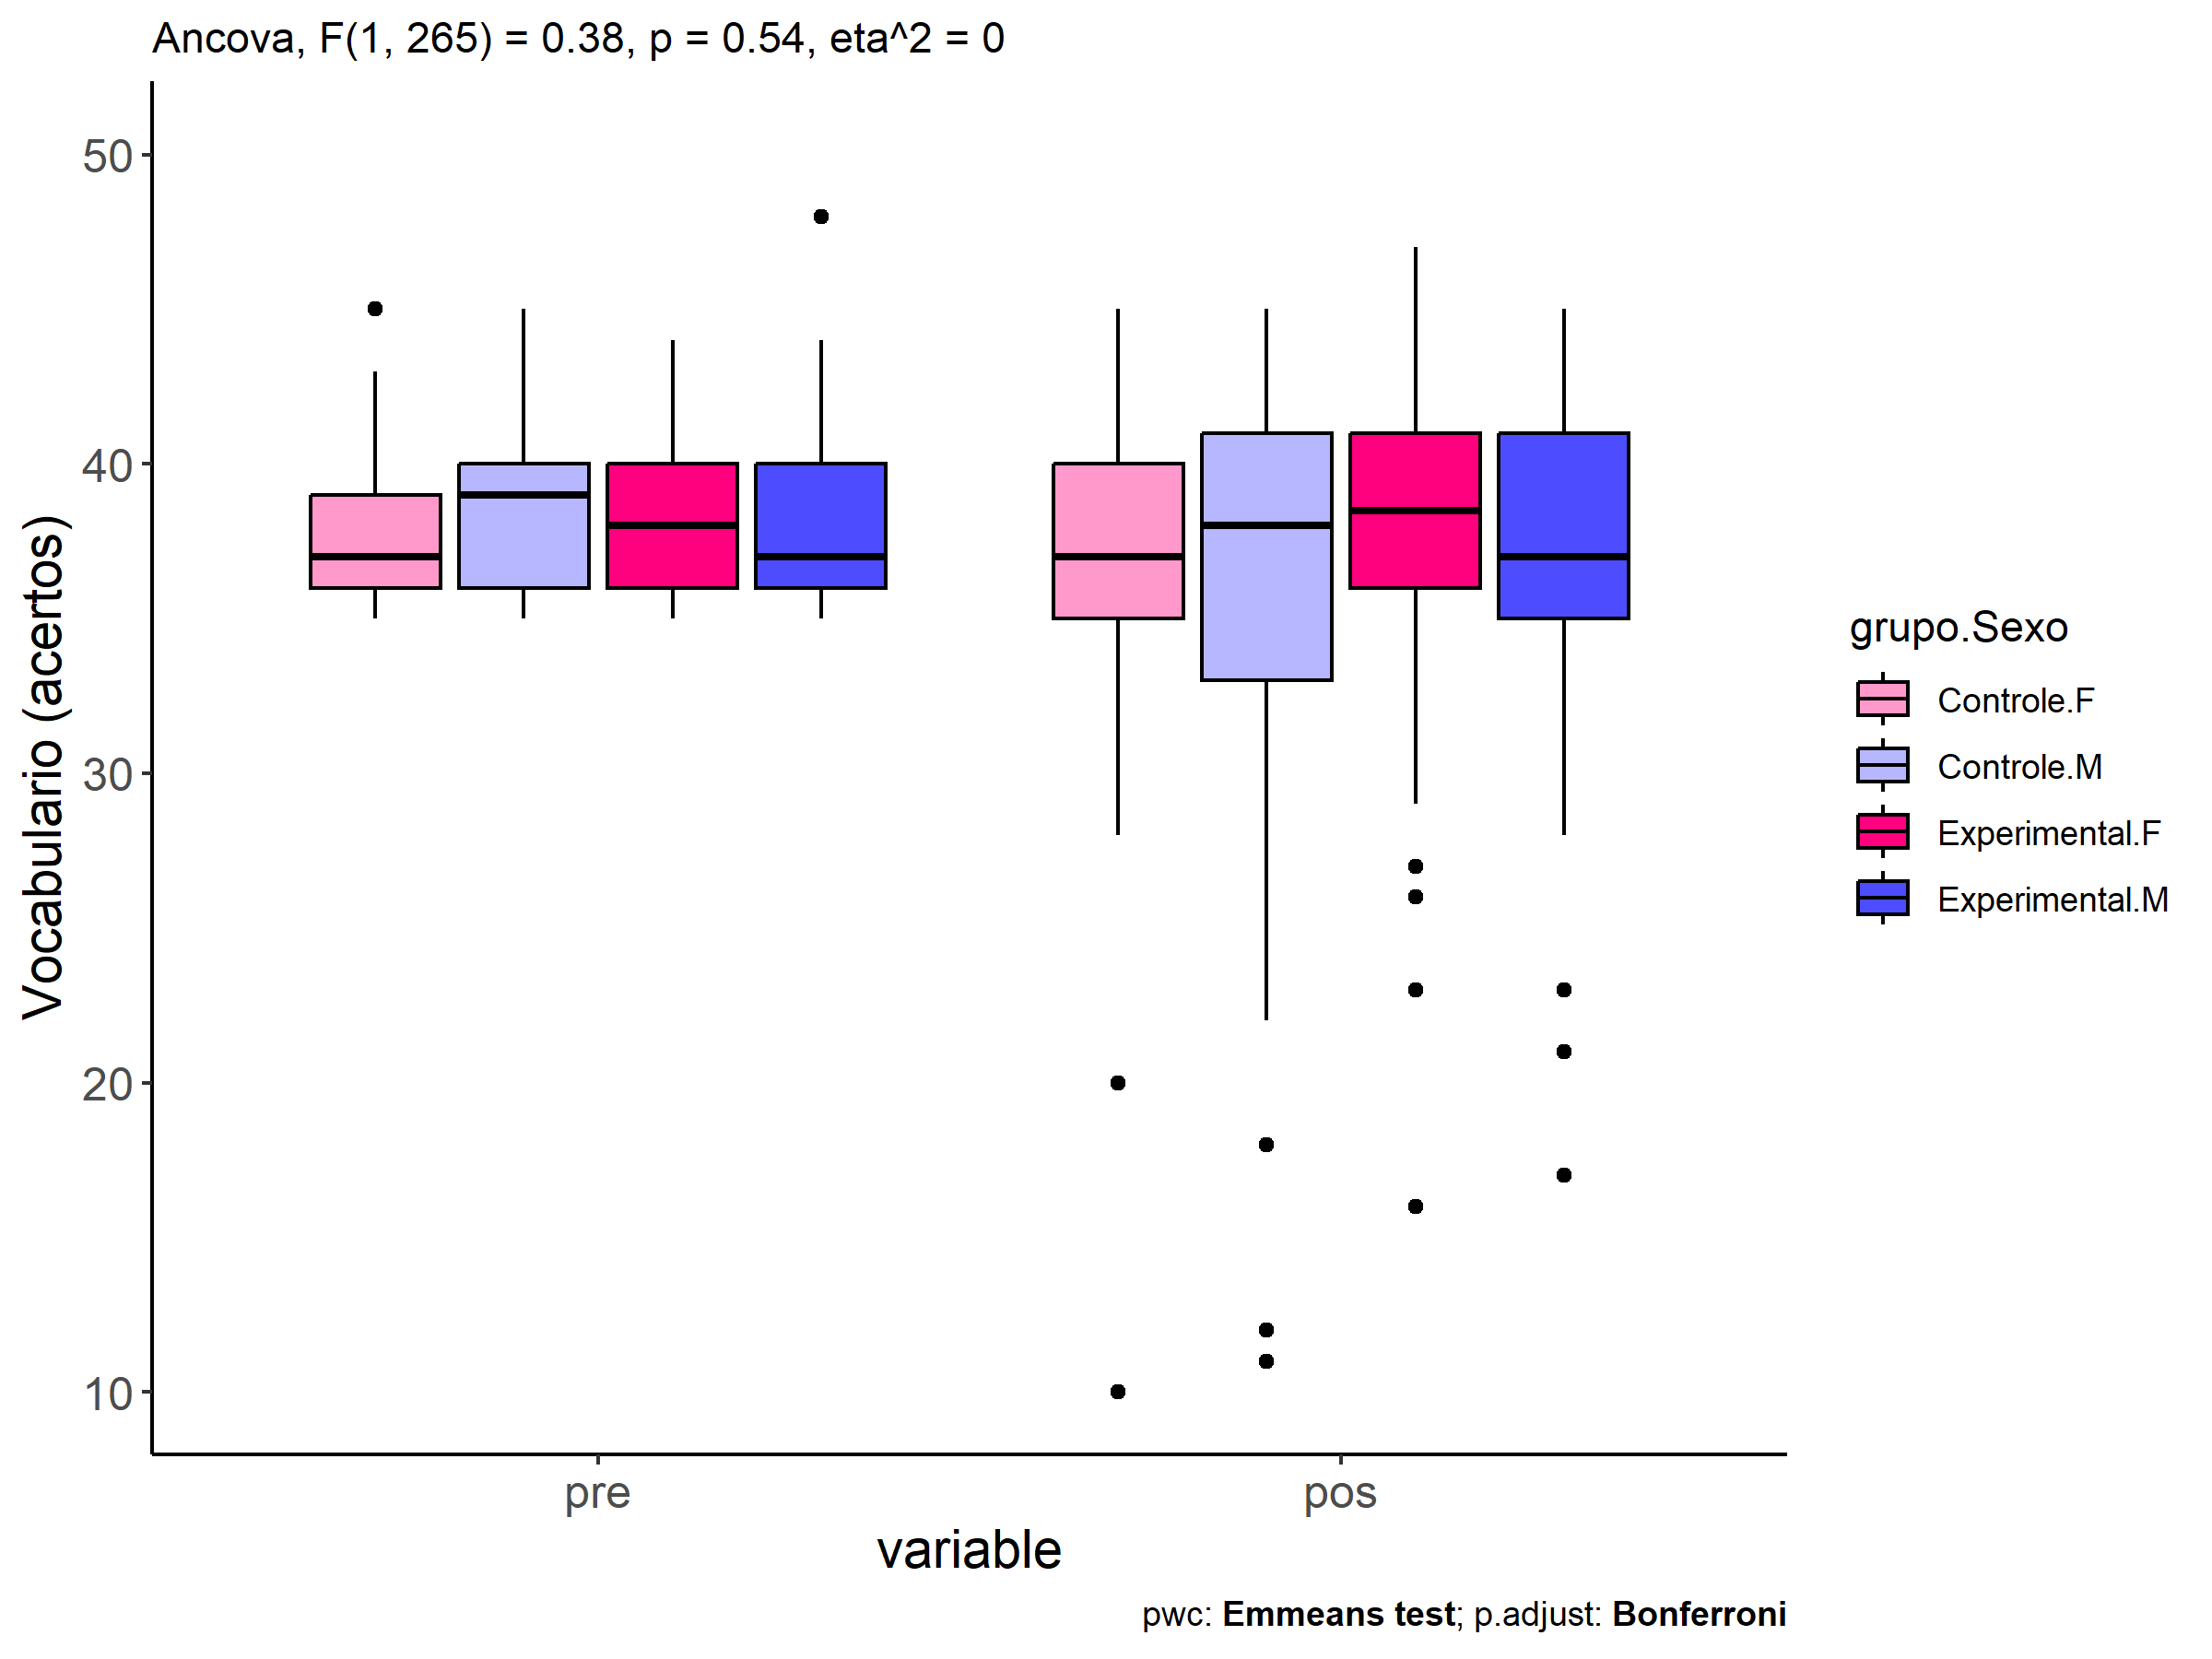 Ancova, F(1, 265) = 0.38, p = 0.54, eta^2 = 0
Vocabulario (acertos)
50
40
30
20
10
pre
pos
variable
grupo.Sexo
Controle.F
Controle.M
Experimental.F
Experimental.M
pwc: Emmeans test; p.adjust: Bonferroni